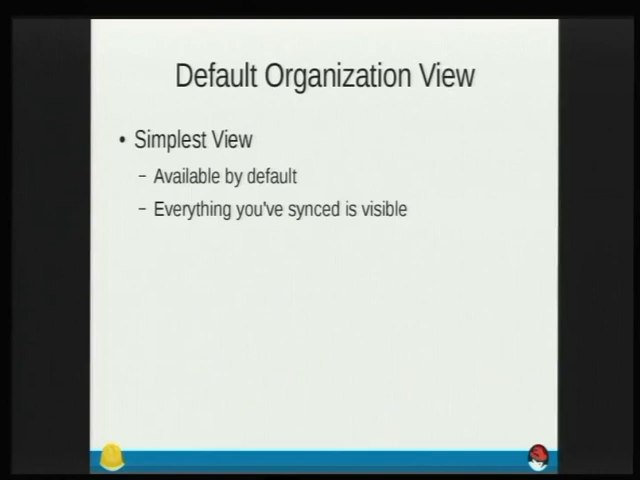 Default Organization View
• Simplest View
– Available by default
– Everything you've synced is visible